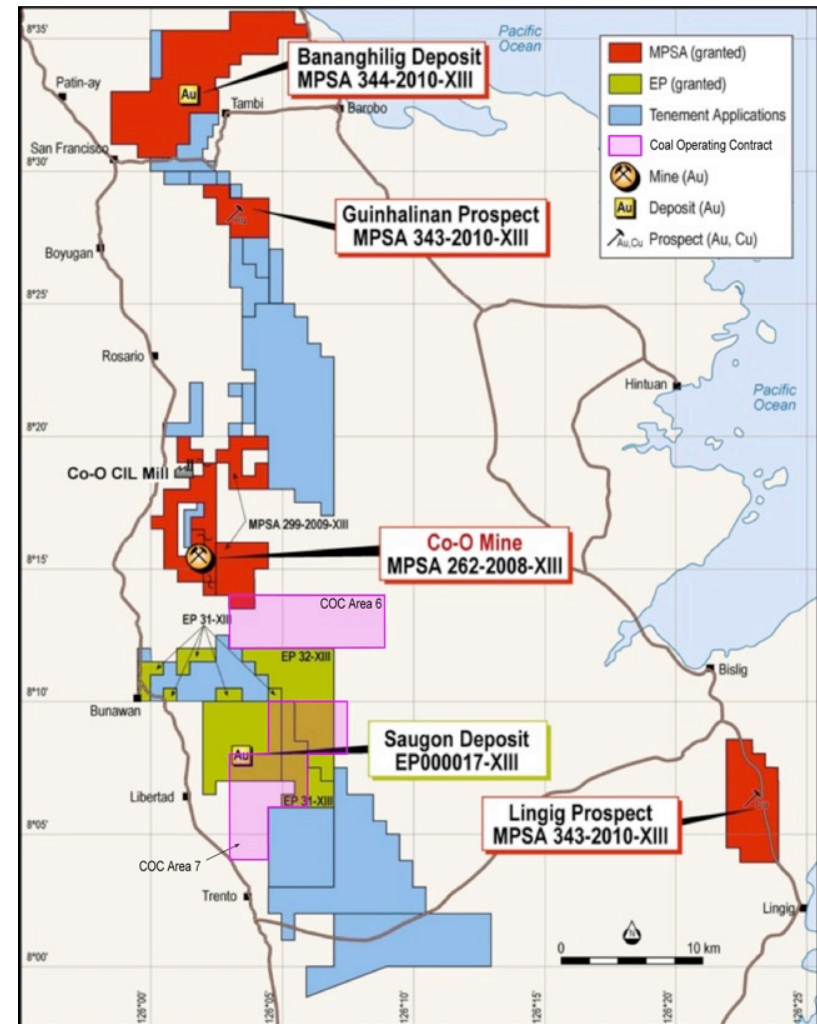 8°35'
Pacific
Ocean
Bananghilig Deposit
MPSA 344-2010-XIII
MPSA (granted)
EP (granted)
Tenement Applications
Coal Operating Contract
Mine (Au)
Au
Deposit (Au)
Au,Cu
Prospect (Au, Cu)
Patin-ay
Au
Tambi
Barobo
San Francisco
8°30'
Guinhalinan Prospect
MPSA 343-2010-XIII
Au
Boyugan
8°25'
Rosario
Hintuan
Pacific
Ocean
8°20'
Co-O CIL Mill
MPSA 299-2009-XIII
Co-O Mine
MPSA 262-2008-XIII
8°15'
COC Area 6
EP 31-XIII
EP 32-XIII
Bislig
8°10'
Bunawan
Saugon Deposit
EP000017-XIII
Au
Libertad
EP 31-XIII
Lingig Prospect
MPSA 343-2010-XIII
Cu
8°05'
COC Area 7
Trento
Lingig
N
0 10 km
8°00'
126°00'
126°05'
126°10'
126°15'
126°20'
126°25'